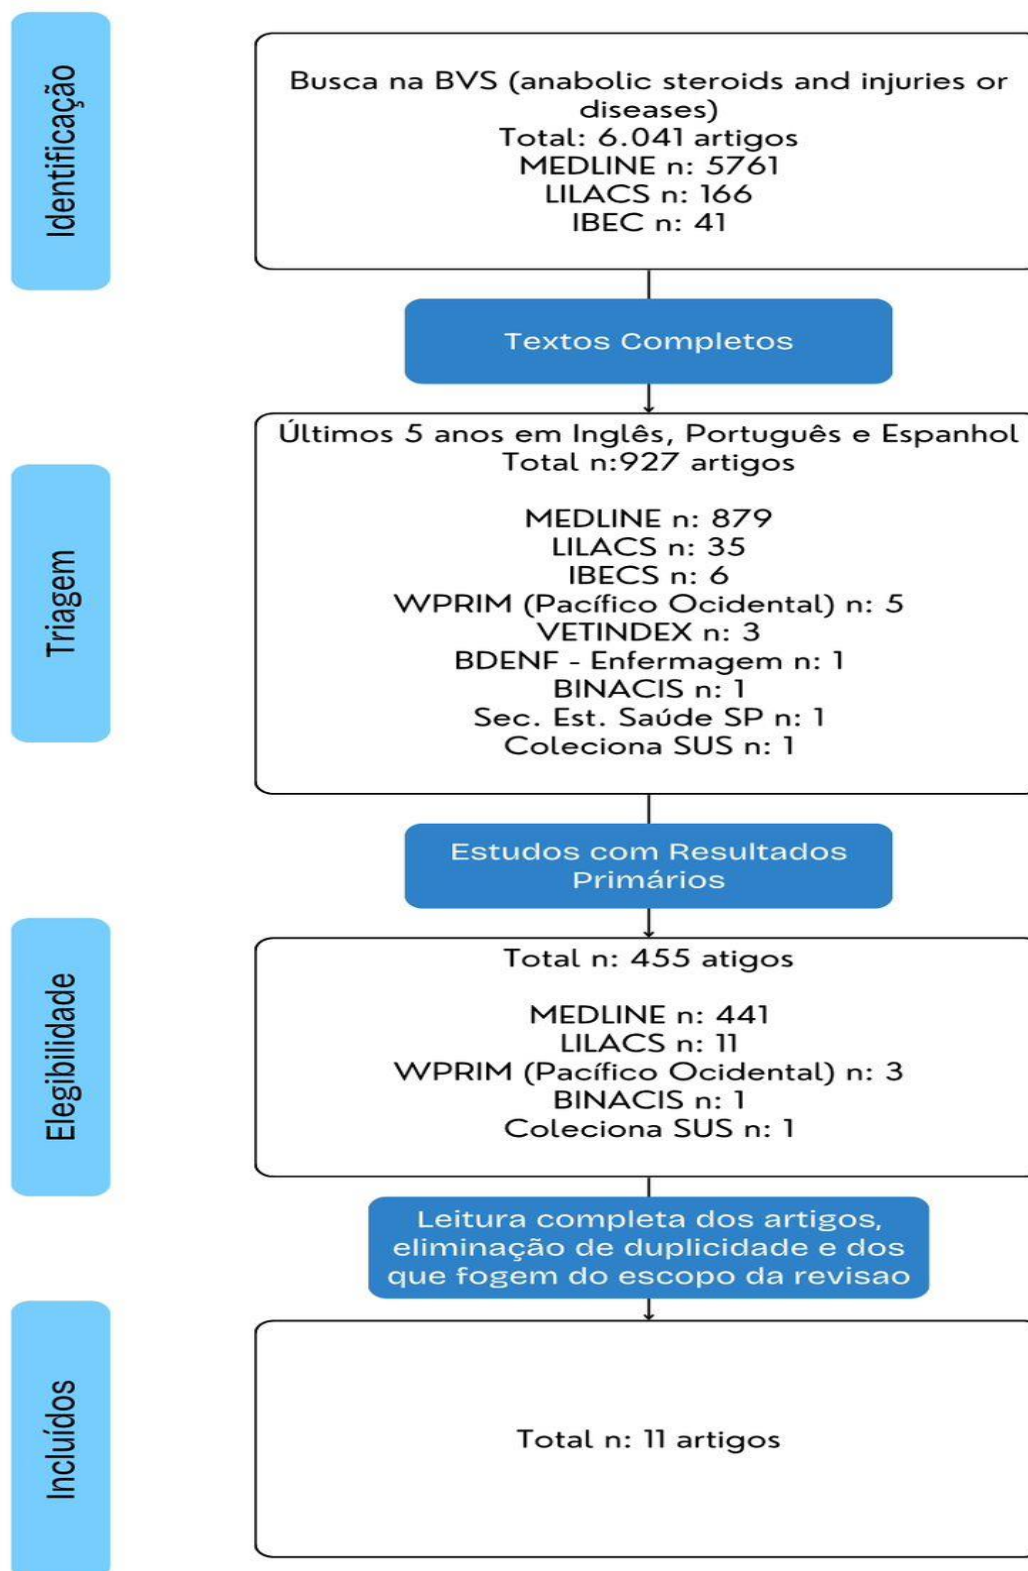 Identificação
Busca na BVS (anabolic steroids and injuries or
diseases)
Total: 6.041 artigos
MEDLINE n: 5761
LILACS n: 166
IBEC n: 41
Textos Completos
Triagem
Últimos 5 anos em Inglês, Português e Espanhol
Total n:927 artigos
MEDLINE n: 879
LILACS n: 35
IBECS n: 6
WPRIM (Pacífico Ocidental) n: 5
VETINDEX n: 3
BDENF - Enfermagem n: 1
BINACIS n: 1
Sec. Est. Saúde SP n: 1
Coleciona SUS n: 1
Estudos com Resultados
Primários
Elegibilidade
Total n: 455 atigos
MEDLINE n: 441
LILACS n: 11
WPRIM (Pacífico Ocidental) n: 3
BINACIS n: 1
Coleciona SUS n: 1
Leitura completa dos artigos,
eliminação de duplicidade e dos
que fogem do escopo da revisao
Incluídos
Total n: 11 artigos